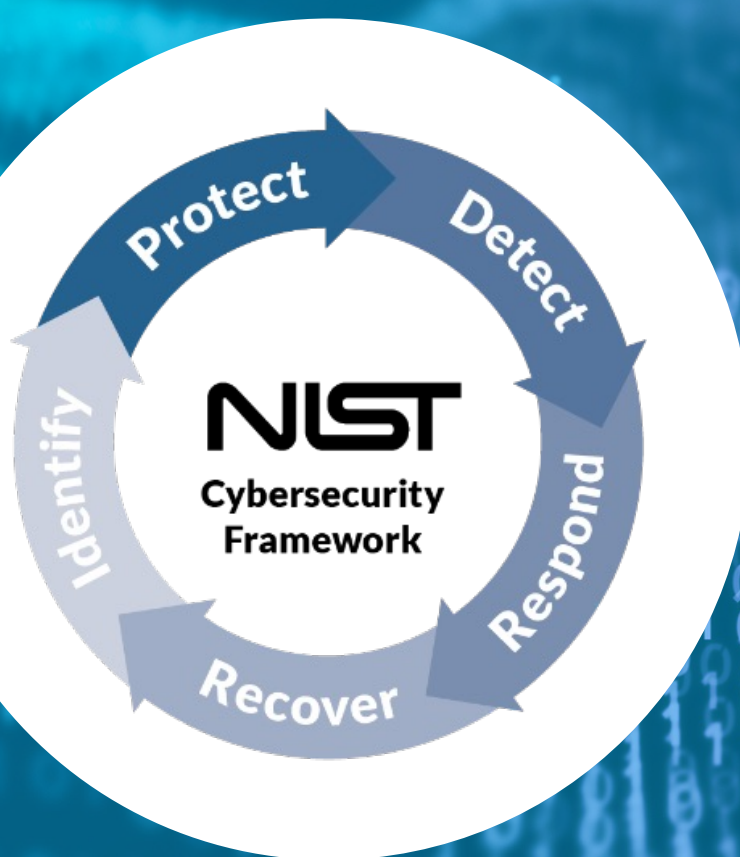 Protect
Detect
Respond
Recover
Identify
NIST
Cybersecurity
Framework